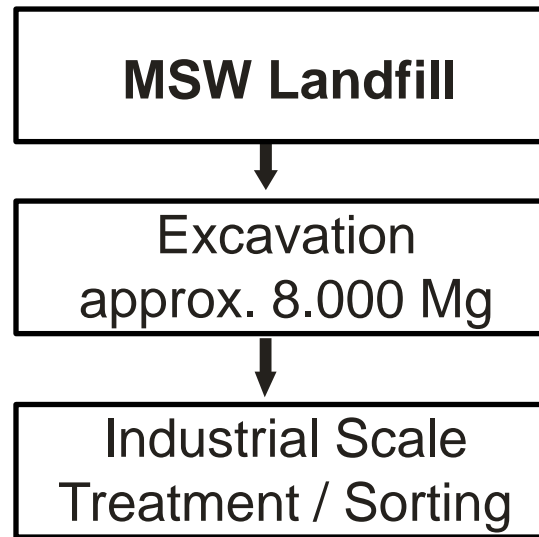 MSW Landfill
Excavation
approx. 8.000 Mg
Industrial Scale
Treatment / Sorting